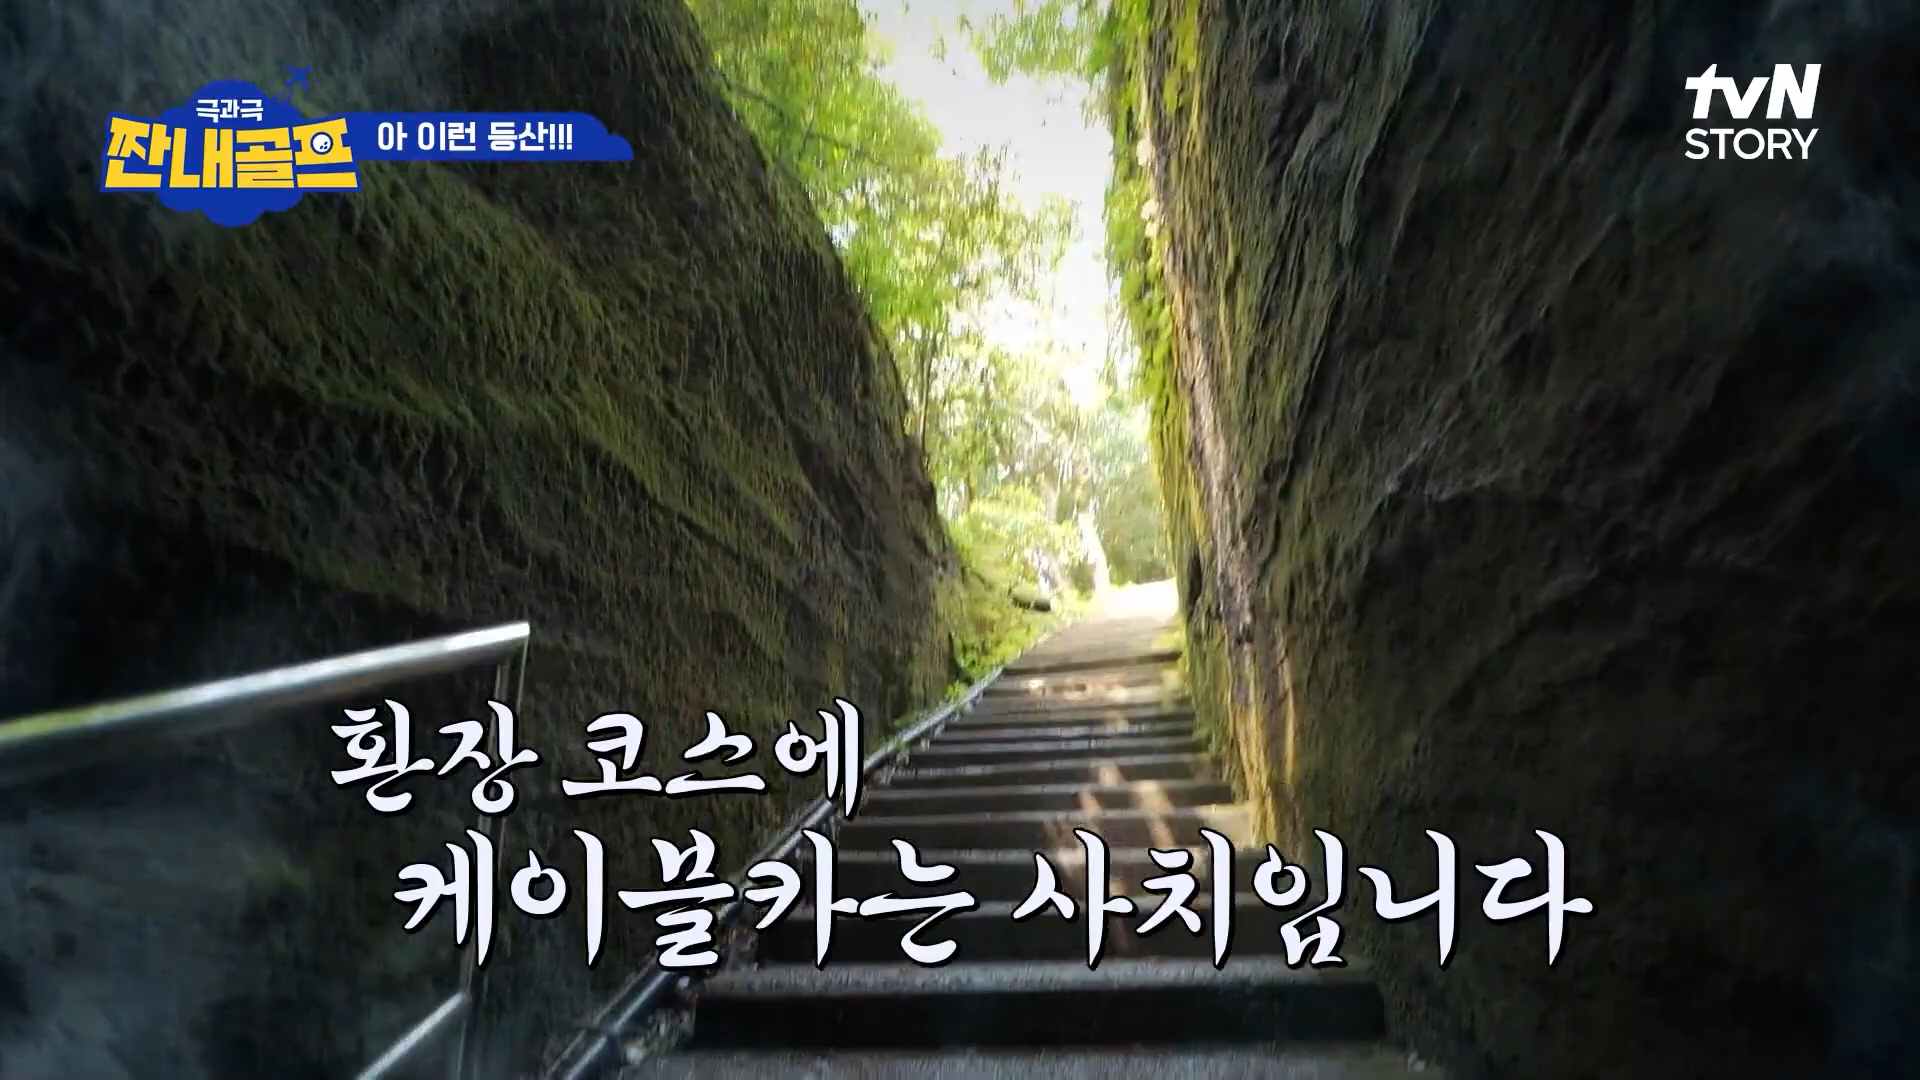 극과극
짠내골프
아 이런 등산!!!
tvN
STORY
환장 코스에
케이블카는 사치입니다